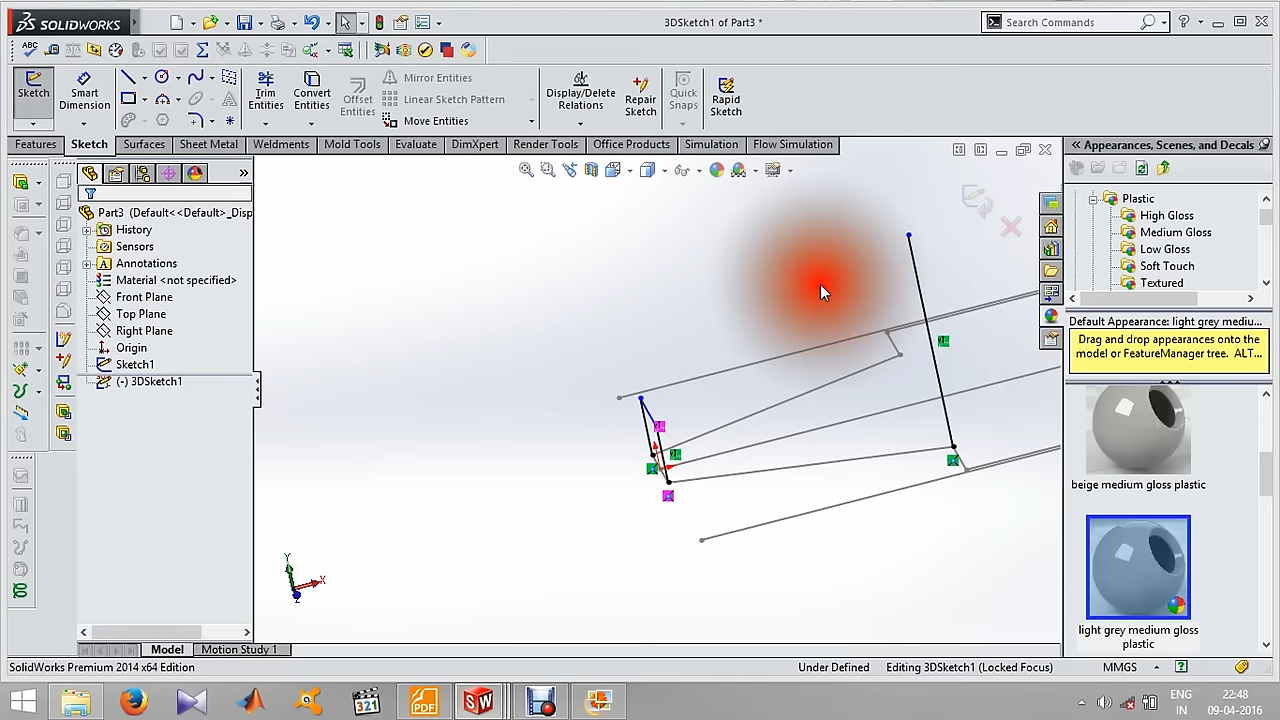 SOLIDWORKS
3DSketch1 of Part3 *
Search Commands
?
ABC
Sketch
Smart Dimension
Trim Entities
Convert Entities
Offset Entities
Mirror Entities
Linear Sketch Pattern
Move Entities
Display/Delete Relations
Repair Sketch
Quick Snaps
Rapid Sketch
Features
Sketch
Surfaces
Sheet Metal
Weldments
Mold Tools
Evaluate
DimXpert
Render Tools
Office Products
Simulation
Flow Simulation
Appearances, Scenes, and Decals
Part3 (Default<<Default>_Disp
History
Sensors
Annotations
Material <not specified>
Front Plane
Top Plane
Right Plane
Origin
Sketch1
(-) 3DSketch1
Plastic
High Gloss
Medium Gloss
Low Gloss
Soft Touch
Textured
Default Appearance: light grey mediu...
Drag and drop appearances onto the
model or FeatureManager tree. ALT...
beige medium gloss plastic
light grey medium gloss
plastic
Y
X
Z
Model
Motion Study 1
SolidWorks Premium 2014 x64 Edition
Under Defined
Editing 3DSketch1 (Locked Focus)
MMGS
?
321
PDF
SW
ENG
IN
22:48
09-04-2016